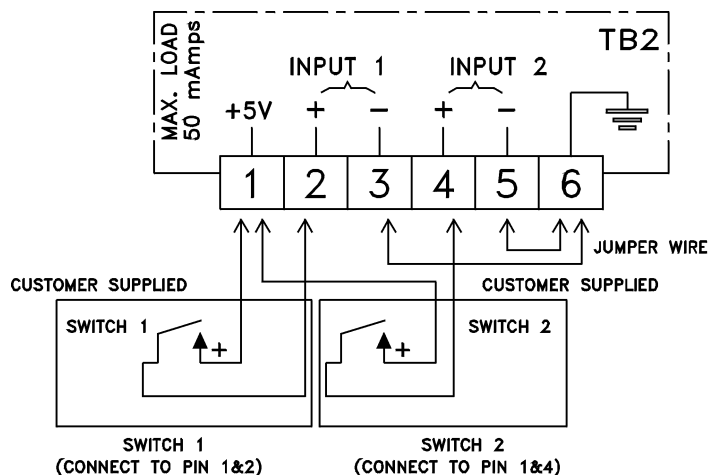 MAX. LOAD
50 mAmps
TB2
INPUT 1
INPUT 2
+5V
+
−
+
−
1 2 3 4 5 6
JUMPER WIRE
CUSTOMER SUPPLIED
CUSTOMER SUPPLIED
SWITCH 1
+
+
SWITCH 2
SWITCH 1
(CONNECT TO PIN 1&2)
SWITCH 2
(CONNECT TO PIN 1&4)